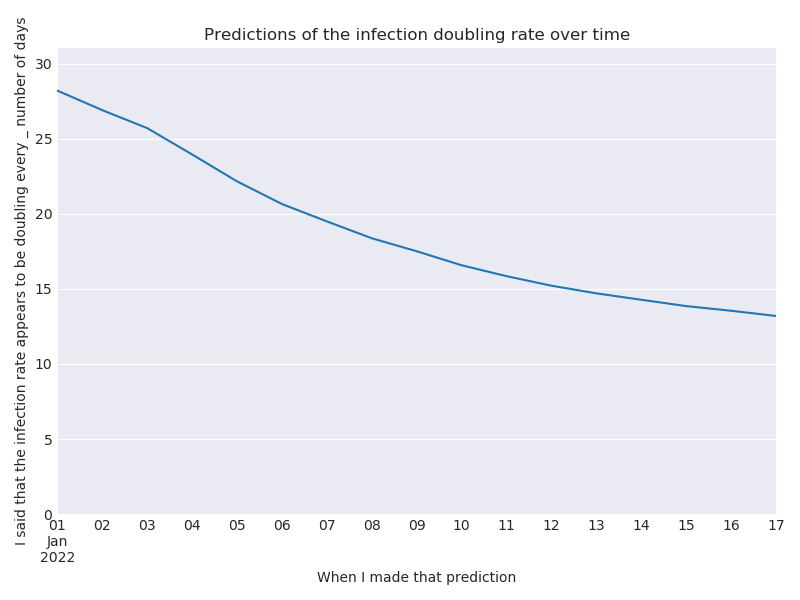 Predictions of the infection doubling rate over time
I said that the infection rate appears to be doubling every _ number of days
30
25
20
15
10
5
0
01 02 03 04 05 06 07 08 09 10 11 12 13 14 15 16 17
Jan
2022
When I made that prediction